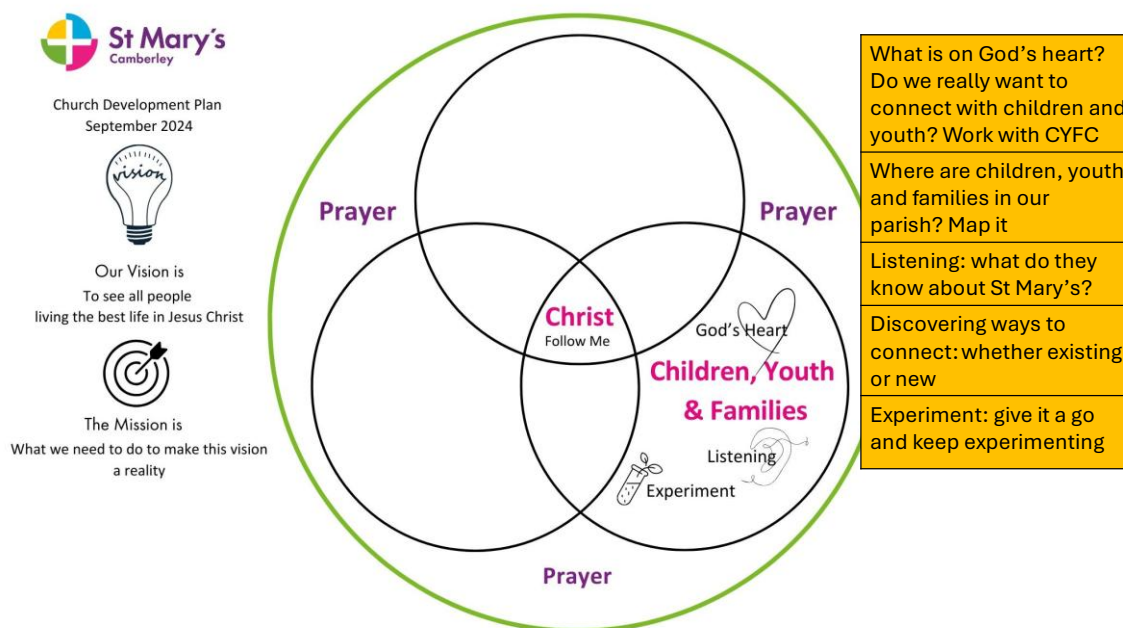 St Mary's
Camberley
Church Development Plan
September 2024
vision
Our Vision is
To see all people
living the best life in Jesus Christ
The Mission is
What we need to do to make this vision
a reality
Prayer
Prayer
Christ
Follow Me
God's Heart
Children, Youth
& Families
Listening
Experiment
Prayer
What is on God's heart?
Do we really want to
connect with children and
youth? Work with CYFC
Where are children, youth
and families in our
parish? Map it
Listening: what do they
know about St Mary's?
Discovering ways to
connect: whether existing
or new
Experiment: give it a go
and keep experimenting